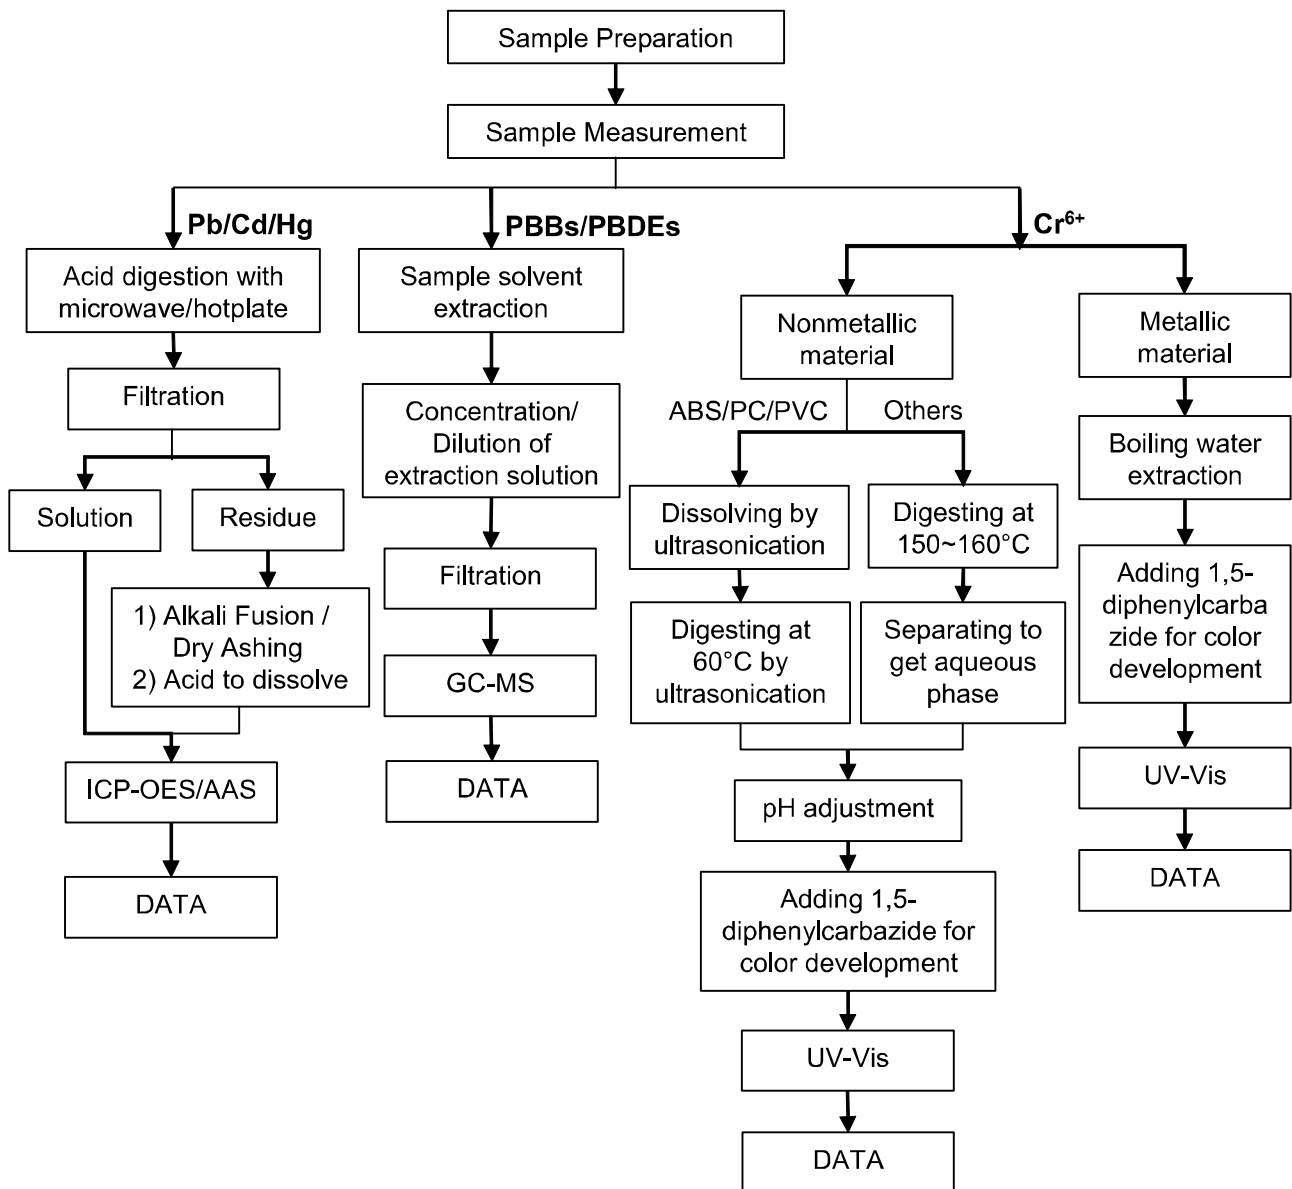 Sample Preparation
Sample Measurement
Pb/Cd/Hg
PBBs/PBDEs
Cr⁶⁺
Acid digestion with
microwave/hotplate
Filtration
Solution
Residue
1) Alkali Fusion /
Dry Ashing
2) Acid to dissolve
ICP-OES/AAS
DATA
Sample solvent
extraction
Concentration/
Dilution of
extraction solution
Filtration
GC-MS
DATA
Nonmetallic
material
ABS/PC/PVC
Others
Dissolving by
ultrasonication
Digesting at
60°C by
ultrasonication
Digesting at
150~160°C
Separating to
get aqueous
phase
pH adjustment
Adding 1,5-
diphenylcarbazide for
color development
UV-Vis
DATA
Metallic
material
Boiling water
extraction
Adding 1,5-
diphenylcarba
zide for color
development
UV-Vis
DATA